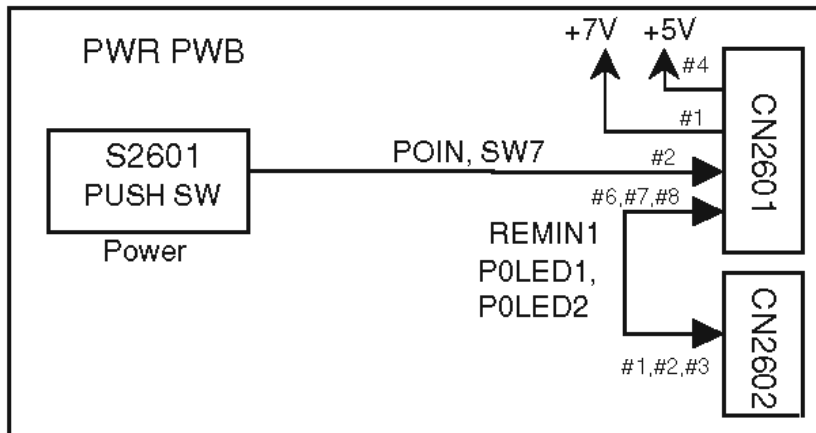 PWR PWB
+7V
+5V
#4
#1
S2601
PUSH SW
Power
POIN, SW7
#2
#6,#7,#8
REMIN1
P0LED1,
P0LED2
#1,#2,#3
CN2601
CN2602